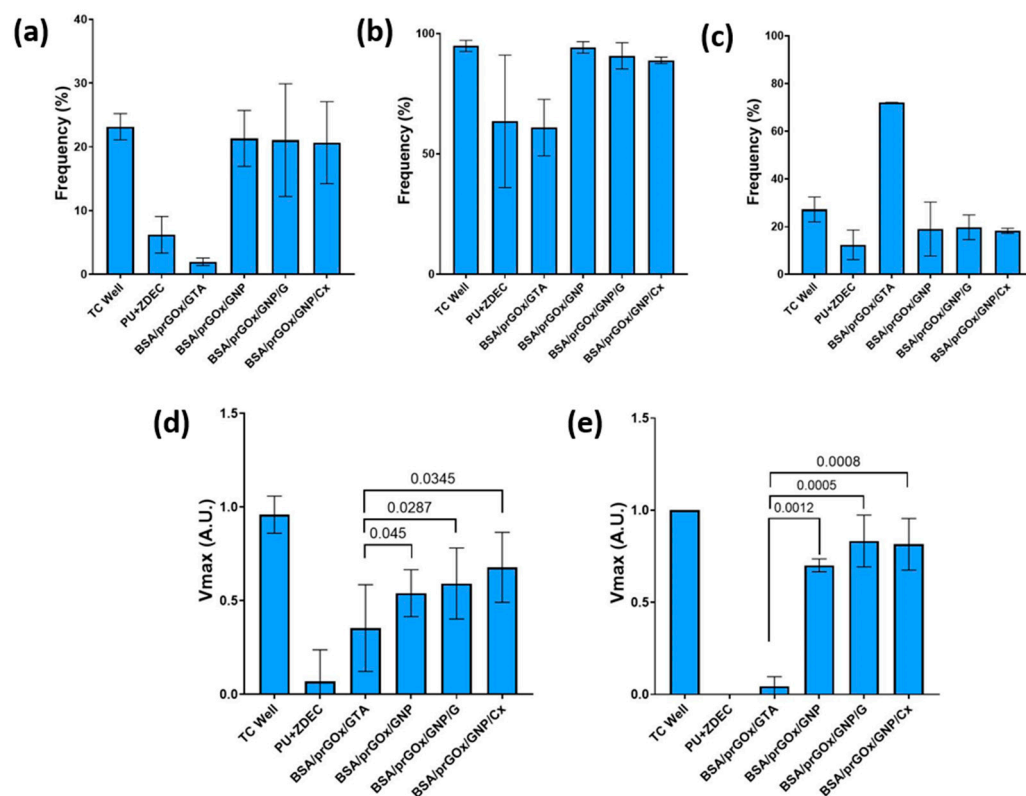 (a)
Frequency (%)
40
30
20
10
0
TC Well
PU+ZDEC
BSA/prGOx/GTA
BSA/prGOx/GNP
BSA/prGOx/GNP/G
BSA/prGOx/GNP/Cx
(b)
Frequency (%)
100
50
0
TC Well
PU+ZDEC
BSA/prGOx/GTA
BSA/prGOx/GNP
BSA/prGOx/GNP/G
BSA/prGOx/GNP/Cx
(c)
Frequency (%)
100
80
60
40
20
0
TC Well
PU+ZDEC
BSA/prGOx/GTA
BSA/prGOx/GNP
BSA/prGOx/GNP/G
BSA/prGOx/GNP/Cx
(d)
Vmax (A.U.)
1.5
1.0
0.5
0.0
0.0345
0.0287
0.045
TC Well
PU+ZDEC
BSA/prGOx/GTA
BSA/prGOx/GNP
BSA/prGOx/GNP/G
BSA/prGOx/GNP/Cx
(e)
Vmax (A.U.)
1.5
1.0
0.5
0.0
0.0008
0.0005
0.0012
TC Well
PU+ZDEC
BSA/prGOx/GTA
BSA/prGOx/GNP
BSA/prGOx/GNP/G
BSA/prGOx/GNP/Cx